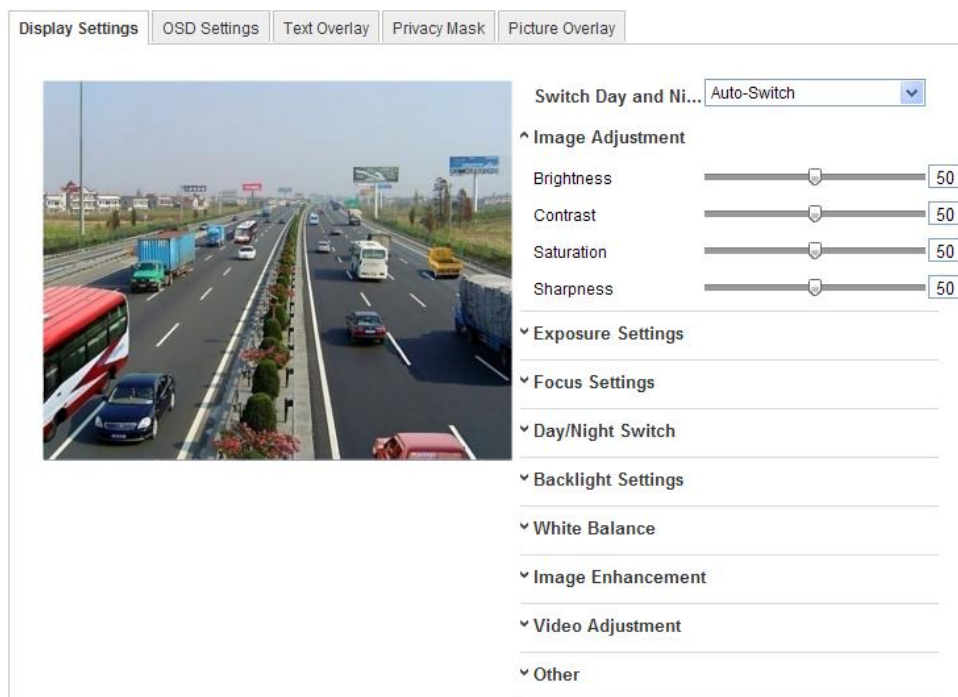 Display Settings
OSD Settings
Text Overlay
Privacy Mask
Picture Overlay
Switch Day and Ni...
Auto-Switch
Image Adjustment
Brightness 50
Contrast 50
Saturation 50
Sharpness 50
Exposure Settings
Focus Settings
Day/Night Switch
Backlight Settings
White Balance
Image Enhancement
Video Adjustment
Other